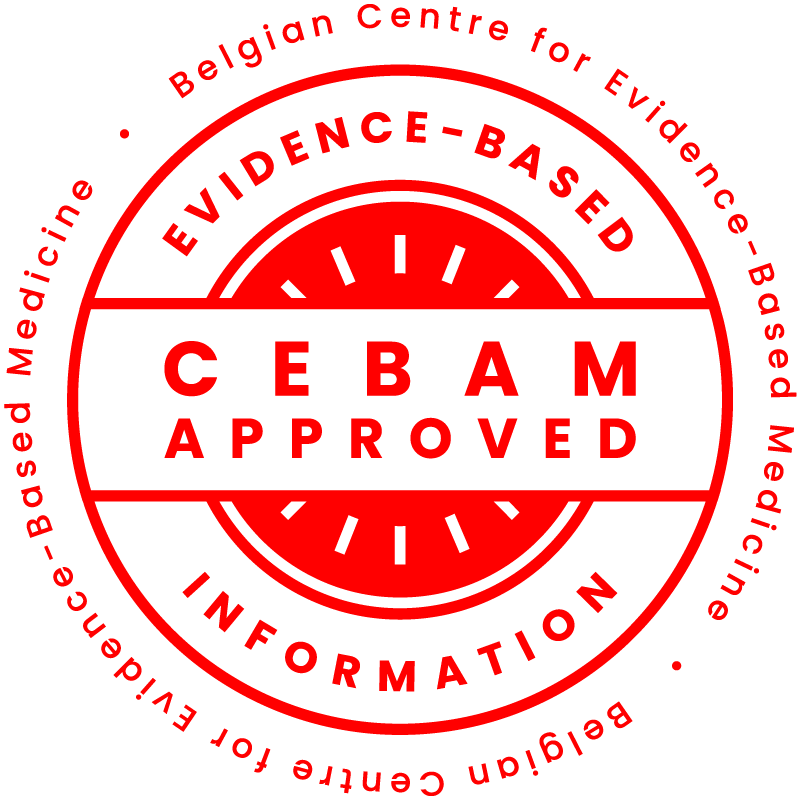 Belgian Centre for Evidence-Based Medicine •
Belgian Centre for Evidence-Based Medicine •
EVIDENCE-BASED
CEBAM
APPROVED
INFORMATION